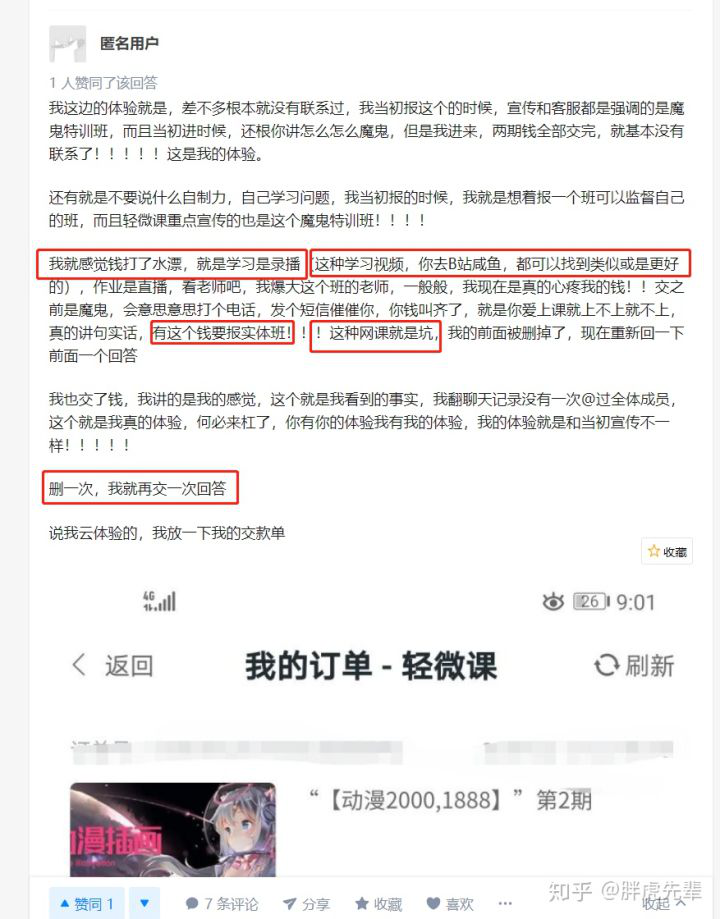 匿名用户
1 人赞同了该回答
我这边的体验就是，差不多根本就没有联系过，我当初报这个的时候，宣传和客服都是强调的是魔
鬼特训班，而且当初进时候，还根你讲怎么怎么魔鬼，但是我进来，两期钱全部交完，就基本没有
联系了！！！！！这是我的体验。
还有就是不要说什么自制力，自己学习问题，我当初报的时候，我就是想着报一个班可以监督自己
的班，而且轻微课重点宣传的也是这个魔鬼特训班！！！！
我就感觉钱打了水漂，就是学习是录播（这种学习视频，你去B站咸鱼，都可以找到类似或是更好
的），作业是直播，看老师吧，我爆大这个班的老师，一般般，我现在是真的心疼我的钱！！交之
前是魔鬼，会意思意思打个电话，发个短信催催你，你钱叫齐了，就是你爱上课就上不上就不上，
真的讲句实话，有这个钱要报实体班！！！这种网课就是坑，我的前面被删掉了，现在重新回一下
前面一个回答
我也交了钱，我讲的是我的感觉，这个就是我看到的事实，我翻聊天记录没有一次@过全体成员，
这个就是我真的体验，何必来杠了，你有你的体验我有我的体验，我的体验就是和当初宣传不一
样！！！！！
删一次，我就再交一次回答
说我云体验的，我放一下我的交款单
收藏
4G 26 9:01
返回 我的订单 - 轻微课 刷新
“【动漫2000,1888】”第2期
动漫插画
赞同 1 7 条评论 分享 收藏 喜欢 收起
知乎 @胖虎先辈